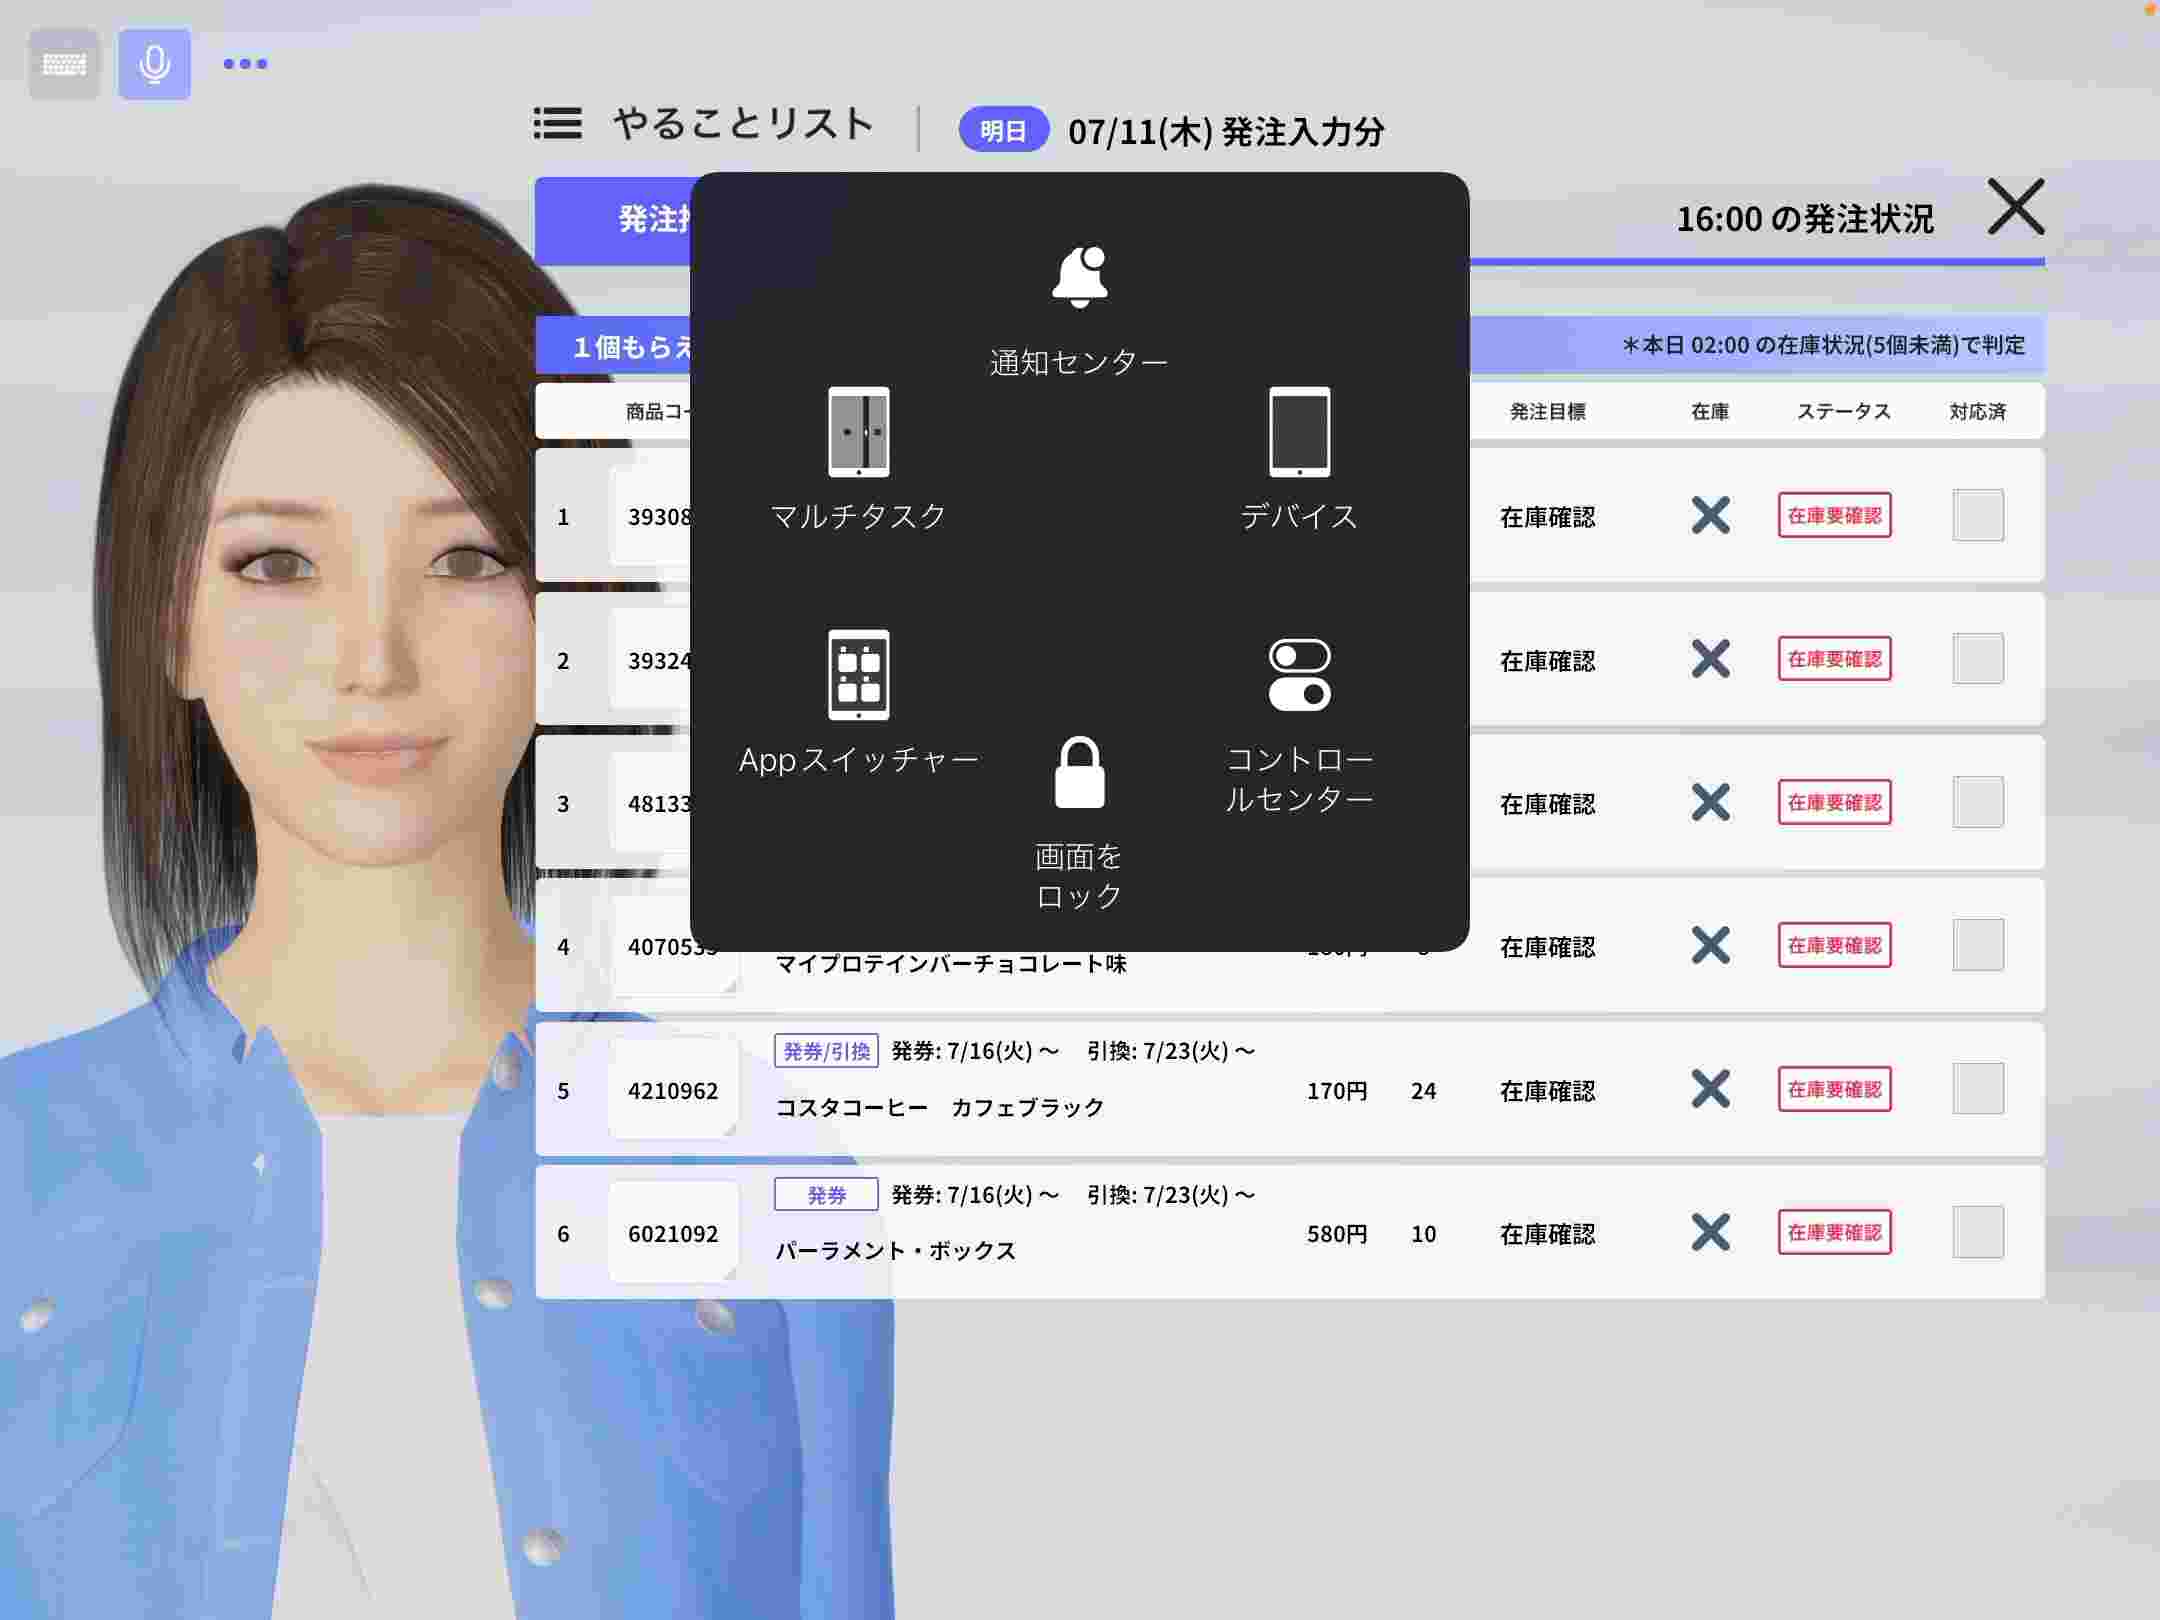 やることリスト
明日 07/11(木) 発注入力分
発注
16:00 の発注状況
1個もらえ
＊本日 02:00 の在庫状況(5個未満)で判定
商品コ 発注目標 在庫 ステータス 対応済
1 39308 在庫確認 在庫要確認
2 39324 在庫確認 在庫要確認
3 48133 在庫確認 在庫要確認
4 在庫確認 在庫要確認
マイプロテインバーチョコレート味
発券/引換 発券: 7/16(火) ～ 引換: 7/23(火) ～
5 4210962 コスタコーヒー　カフェブラック 170円 24 在庫確認 在庫要確認
発券 発券: 7/16(火) ～ 引換: 7/23(火) ～
6 6021092 パーラメント・ボックス 580円 10 在庫確認 在庫要確認
通知センター
マルチタスク
デバイス
Appスイッチャー
コントロー
ルセンター
画面を
ロック